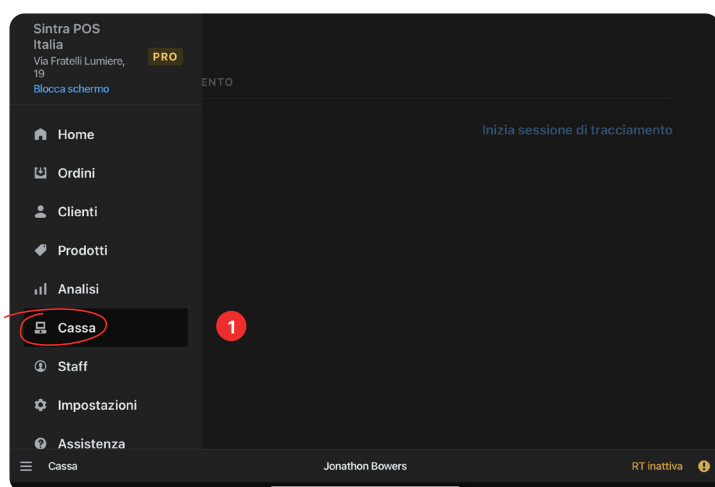 Sintra POS
Italia
Via Fratelli Lumiere,
19
PRO
Blocca schermo
ENTO
Inizia sessione di tracciamento
Home
Ordini
Clienti
Prodotti
Analisi
Cassa
1
Staff
Impostazioni
Assistenza
Cassa
Jonathon Bowers
RT inattiva